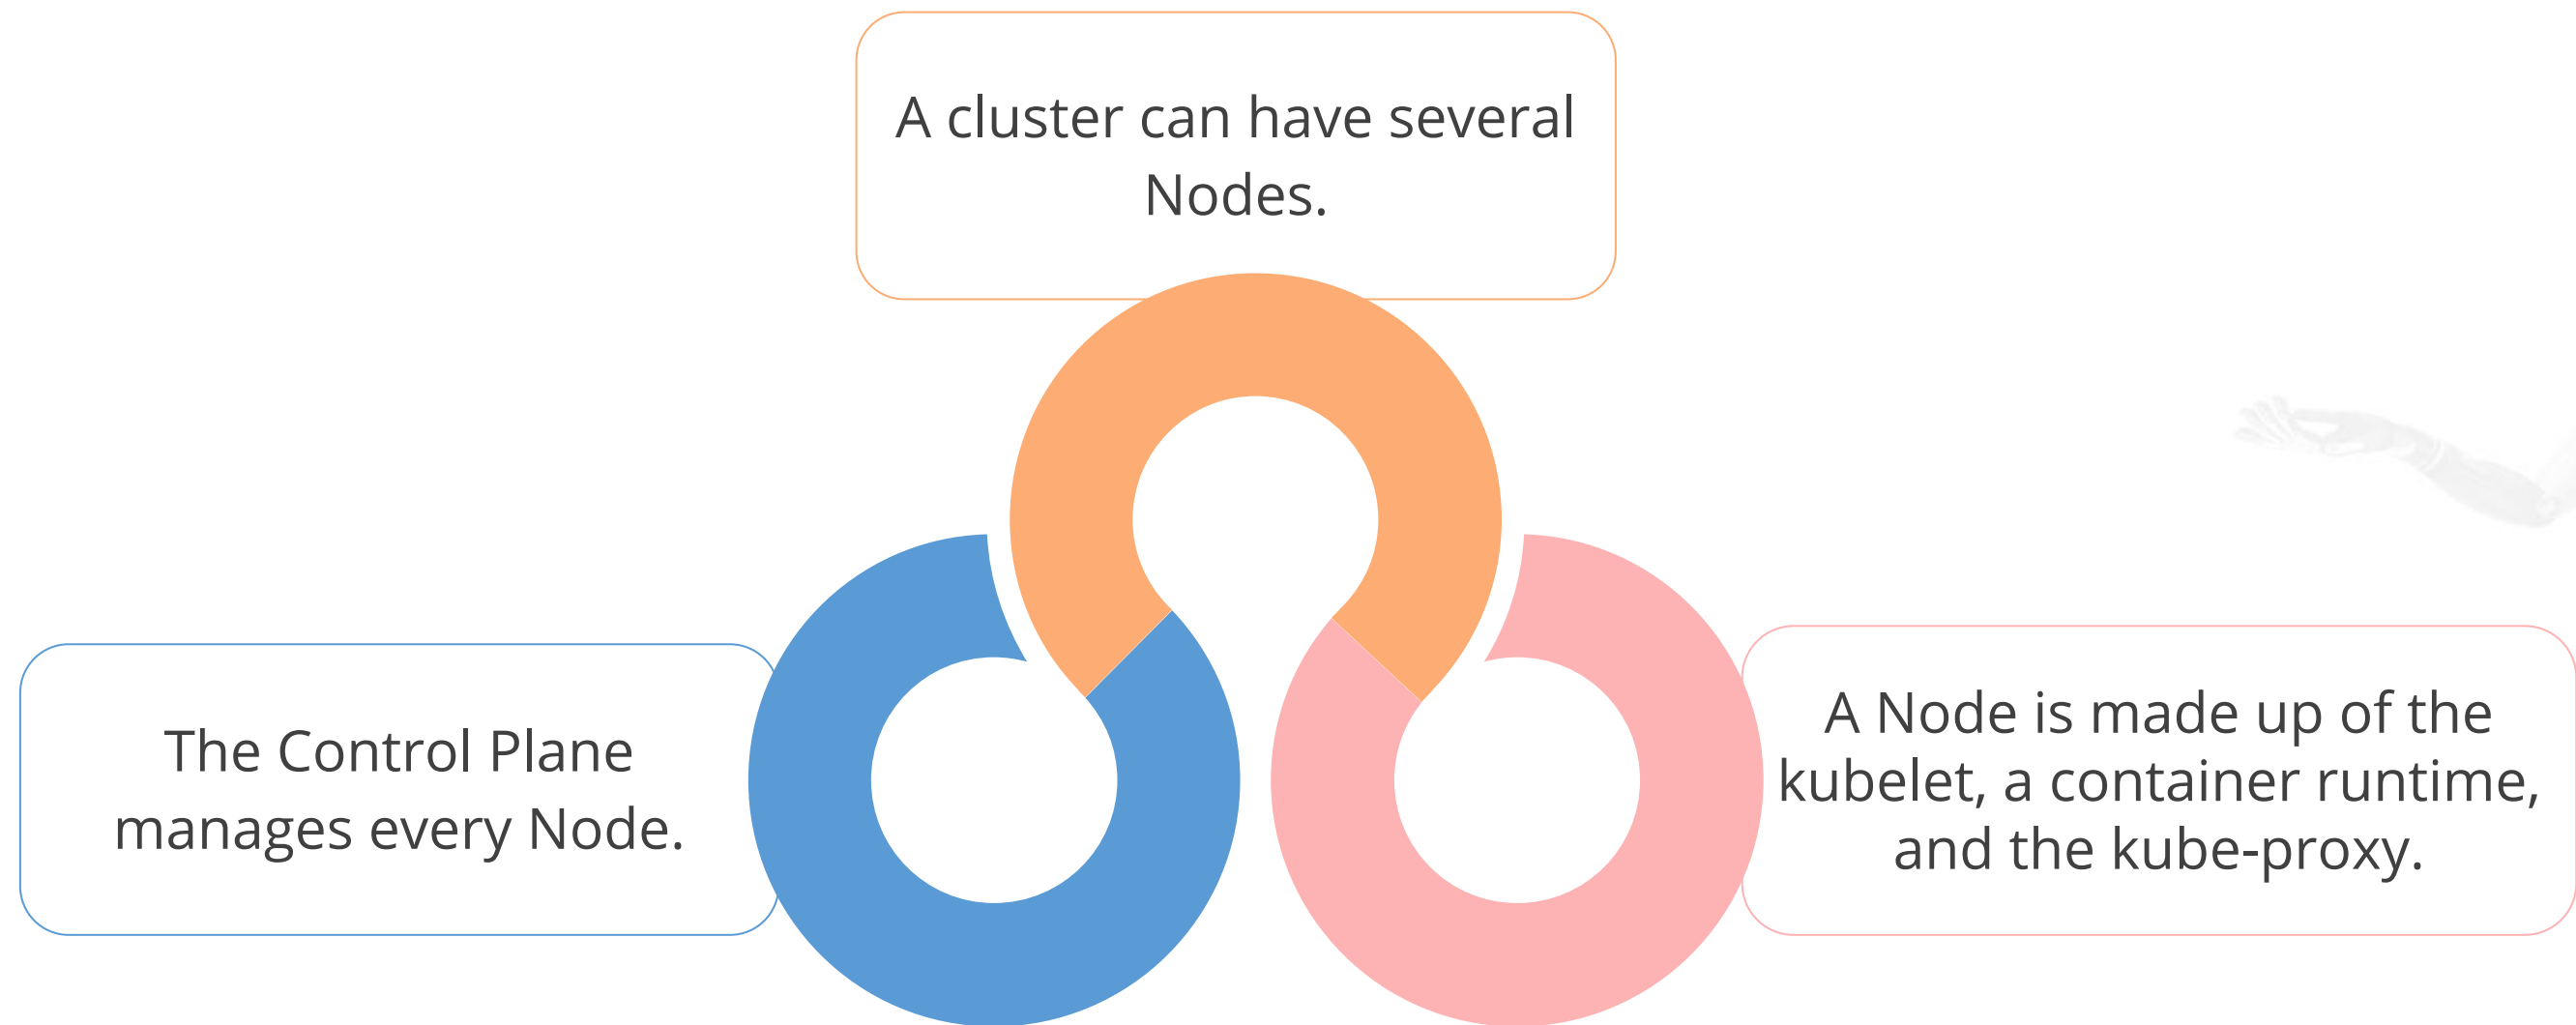 A cluster can have several
Nodes.
The Control Plane
manages every Node.
A Node is made up of the
kubelet, a container runtime,
and the kube-proxy.